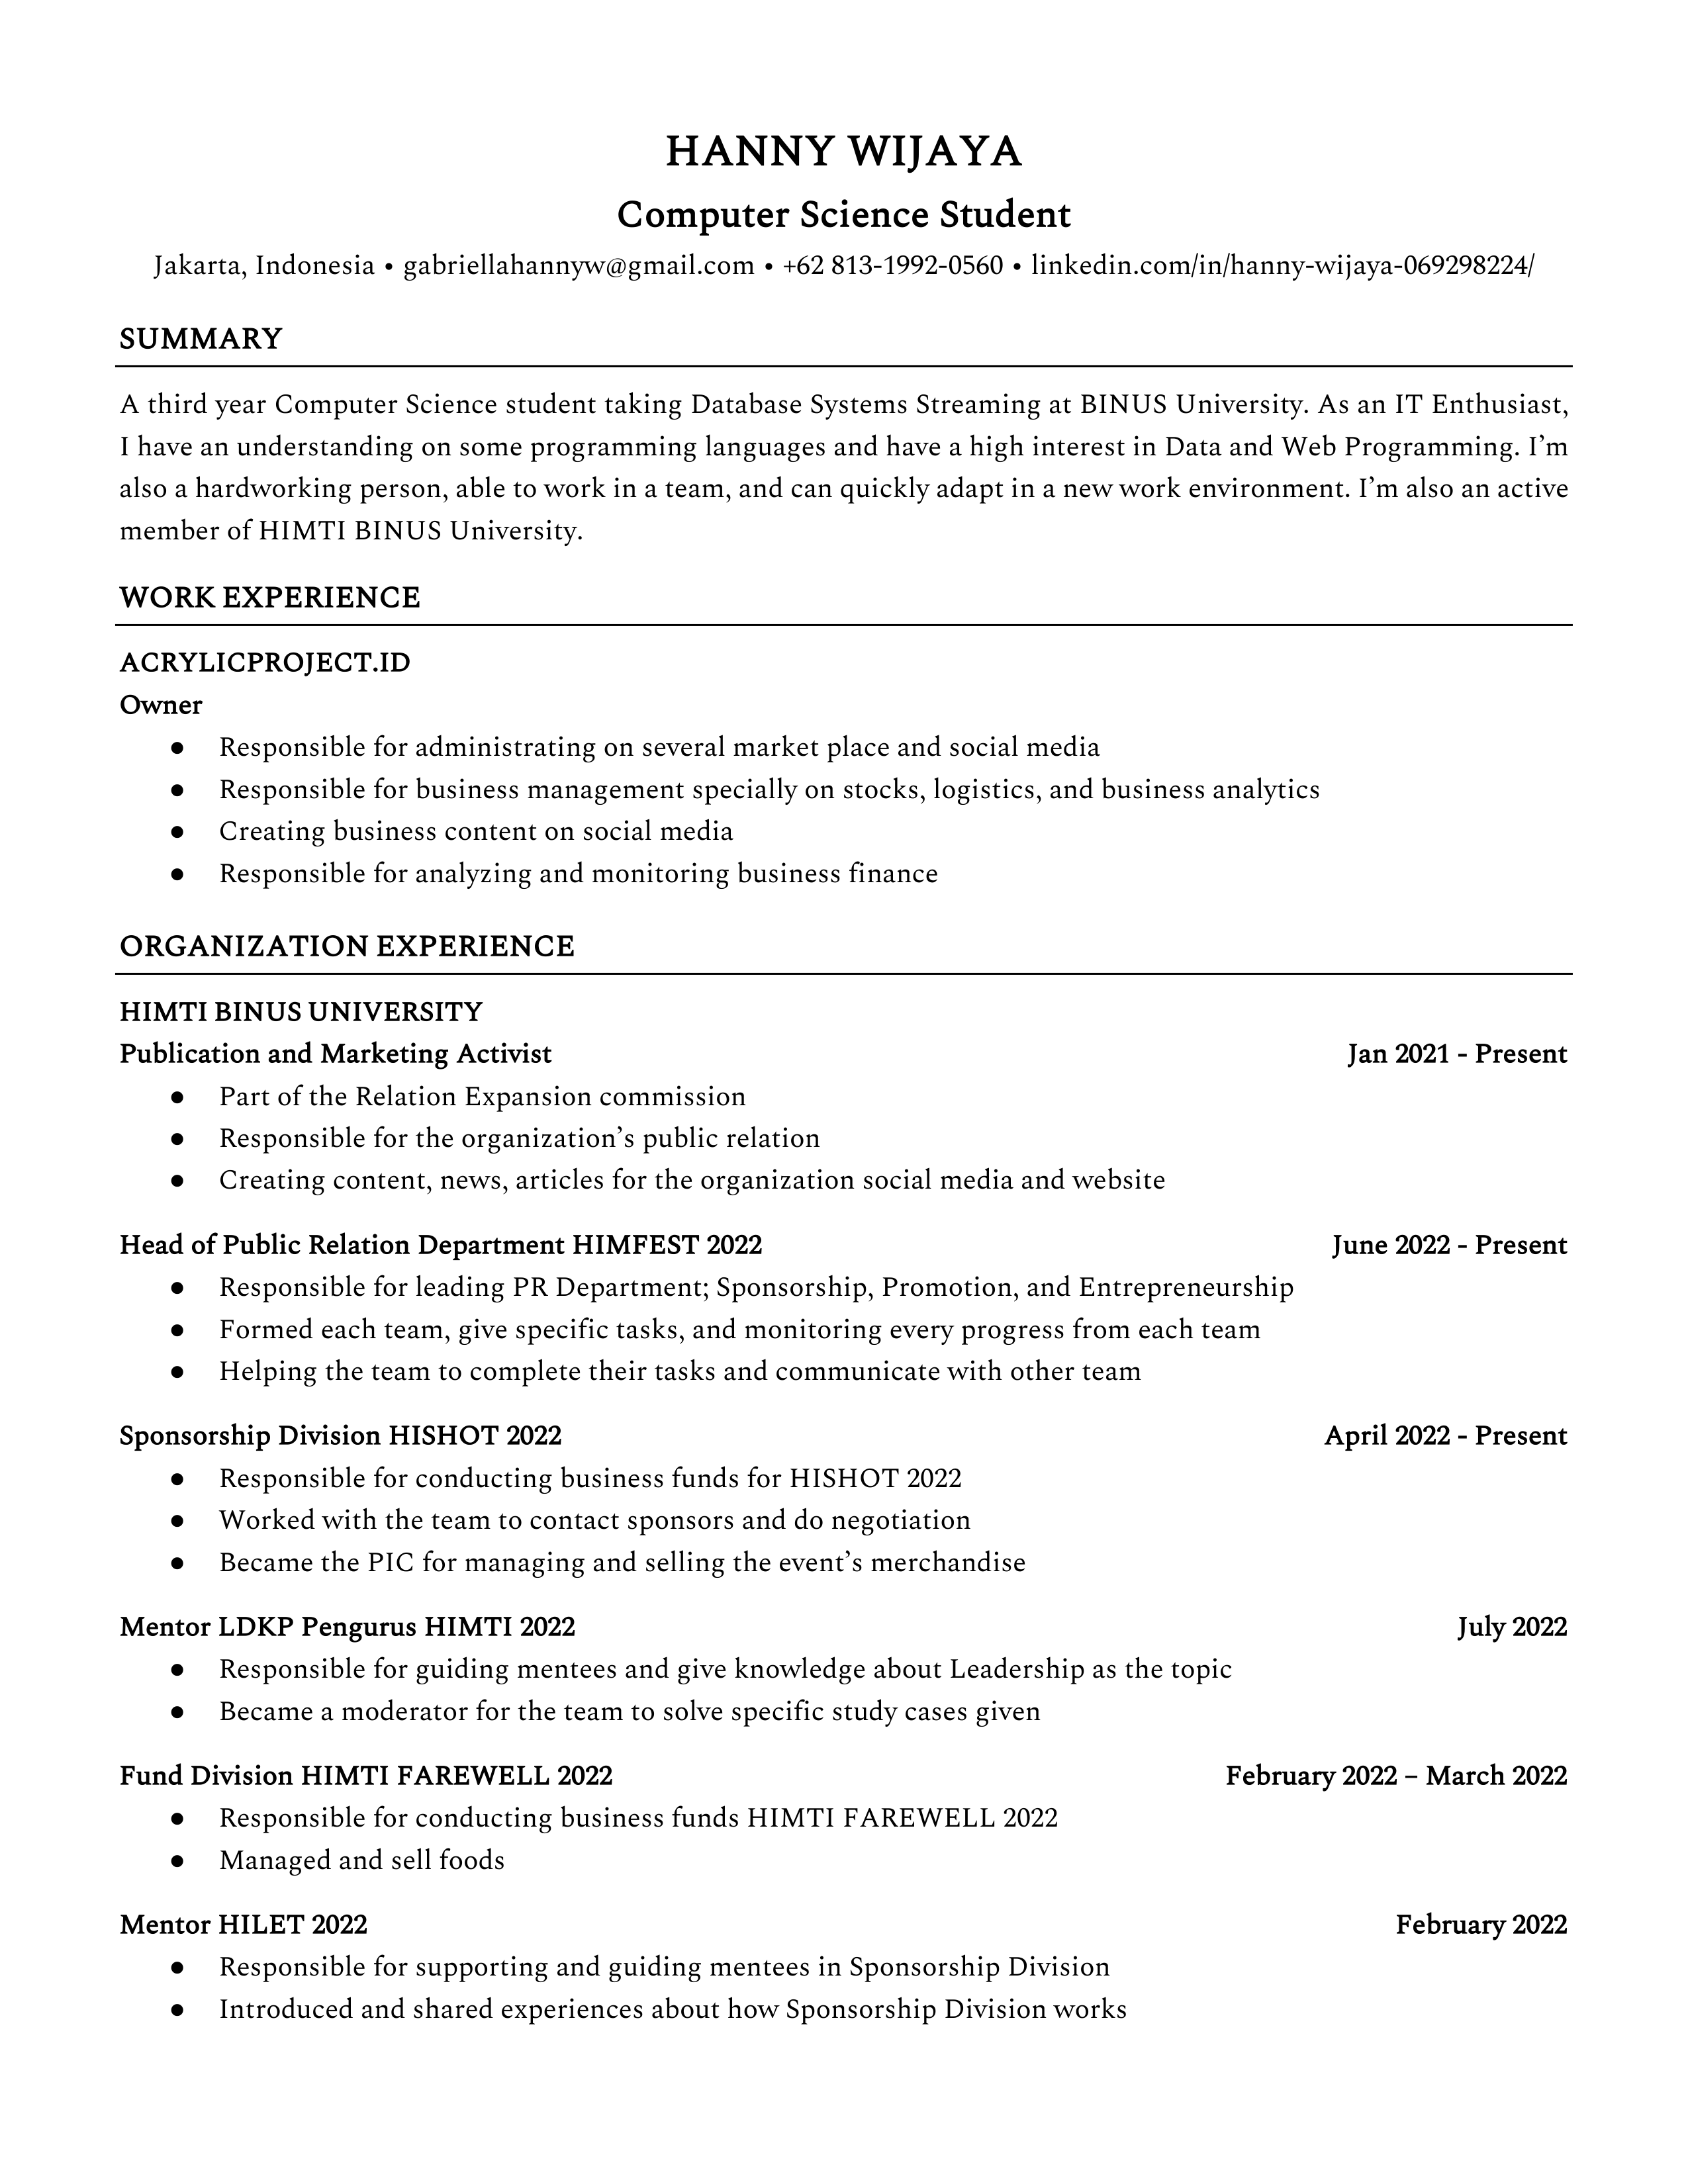 HANNY WIJAYA
Computer Science Student
Jakarta, Indonesia • gabriellahannyw@gmail.com • +62 813-1992-0560 • linkedin.com/in/hanny-wijaya-069298224/
SUMMARY
A third year Computer Science student taking Database Systems Streaming at BINUS University. As an IT Enthusiast,
I have an understanding on some programming languages and have a high interest in Data and Web Programming. I’m
also a hardworking person, able to work in a team, and can quickly adapt in a new work environment. I’m also an active
member of HIMTI BINUS University.
WORK EXPERIENCE
ACRYLICPROJECT.ID
Owner
● Responsible for administrating on several market place and social media
● Responsible for business management specially on stocks, logistics, and business analytics
● Creating business content on social media
● Responsible for analyzing and monitoring business finance
ORGANIZATION EXPERIENCE
HIMTI BINUS UNIVERSITY
Publication and Marketing Activist Jan 2021 - Present
● Part of the Relation Expansion commission
● Responsible for the organization’s public relation
● Creating content, news, articles for the organization social media and website
Head of Public Relation Department HIMFEST 2022 June 2022 - Present
● Responsible for leading PR Department; Sponsorship, Promotion, and Entrepreneurship
● Formed each team, give specific tasks, and monitoring every progress from each team
● Helping the team to complete their tasks and communicate with other team
Sponsorship Division HISHOT 2022 April 2022 - Present
● Responsible for conducting business funds for HISHOT 2022
● Worked with the team to contact sponsors and do negotiation
● Became the PIC for managing and selling the event’s merchandise
Mentor LDKP Pengurus HIMTI 2022 July 2022
● Responsible for guiding mentees and give knowledge about Leadership as the topic
● Became a moderator for the team to solve specific study cases given
Fund Division HIMTI FAREWELL 2022 February 2022 – March 2022
● Responsible for conducting business funds HIMTI FAREWELL 2022
● Managed and sell foods
Mentor HILET 2022 February 2022
● Responsible for supporting and guiding mentees in Sponsorship Division
● Introduced and shared experiences about how Sponsorship Division works